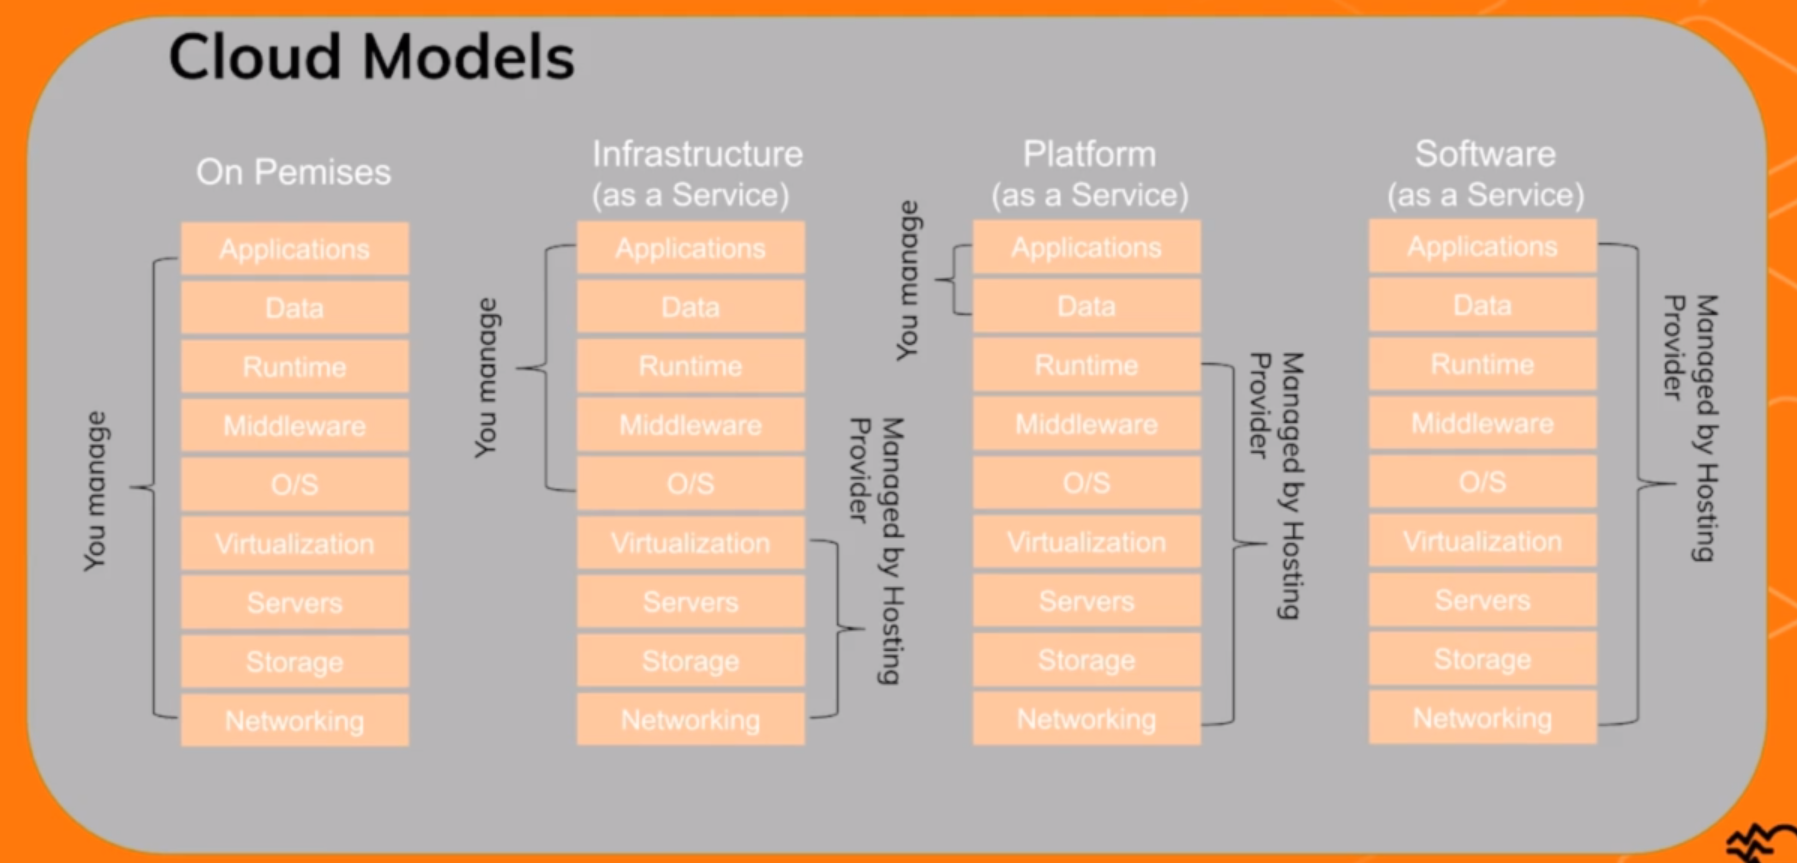 Cloud Models
On Pemises
Applications
Data
Runtime
Middleware
O/S
Virtualization
Servers
Storage
Networking
You manage
Infrastructure
(as a Service)
Applications
Data
Runtime
Middleware
O/S
Virtualization
Servers
Storage
Networking
You manage
Managed by Hosting
Provider
Platform
(as a Service)
Applications
Data
Runtime
Middleware
O/S
Virtualization
Servers
Storage
Networking
You manage
Managed by Hosting
Provider
Software
(as a Service)
Applications
Data
Runtime
Middleware
O/S
Virtualization
Servers
Storage
Networking
Managed by Hosting
Provider